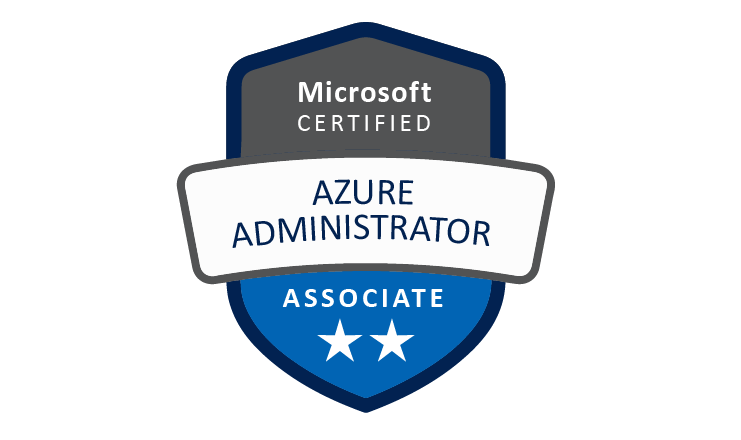 Microsoft
CERTIFIED
AZURE
ADMINISTRATOR
ASSOCIATE